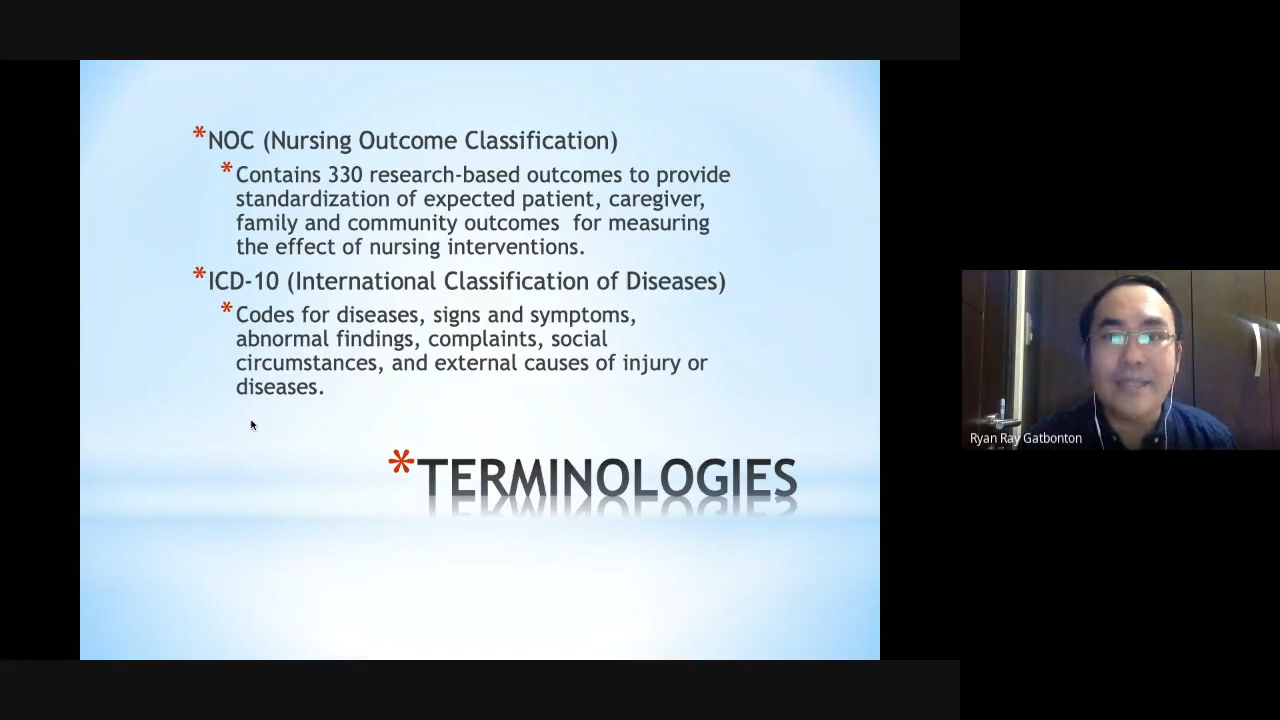 *NOC (Nursing Outcome Classification)
*Contains 330 research-based outcomes to provide
standardization of expected patient, caregiver,
family and community outcomes  for measuring
the effect of nursing interventions.
*ICD-10 (International Classification of Diseases)
*Codes for diseases, signs and symptoms,
abnormal findings, complaints, social
circumstances, and external causes of injury or
diseases.
*TERMINOLOGIES
Ryan Ray Gatbonton